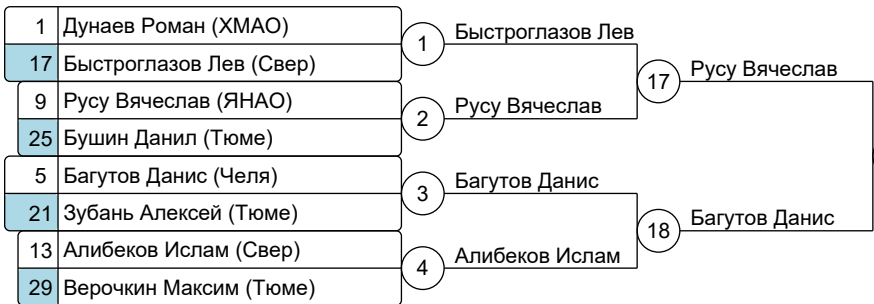 1 Дунаев Роман (ХМАО)
17 Быстроглазов Лев (Свер)
1 Быстроглазов Лев
9 Русу Вячеслав (ЯНАО)
25 Бушин Данил (Тюме)
2 Русу Вячеслав
17 Русу Вячеслав
5 Багутов Данис (Челя)
21 Зубань Алексей (Тюме)
3 Багутов Данис
13 Алибеков Ислам (Свер)
29 Верочкин Максим (Тюме)
4 Алибеков Ислам
18 Багутов Данис